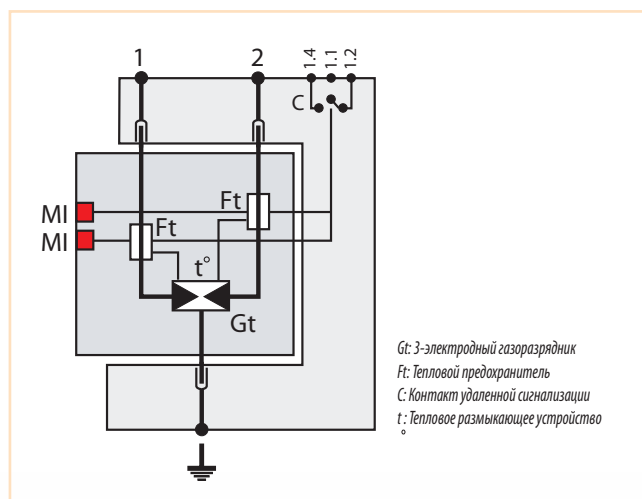 1
2
1.4
1.1
1.2
C
Ft
MI
Ft
MI
t°
Gt
Gt: 3-электродный газоразрядник
Ft: Тепловой предохранитель
C: Контакт удаленной сигнализации
t : Тепловое размыкающее устройство
°